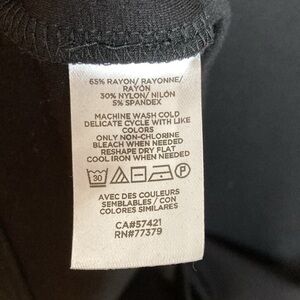 65% RAYON/ RAYONNE/
RAYÓN
30% NYLON/ NILÓN
5% SPANDEX
MACHINE WASH COLD
DELICATE CYCLE WITH LIKE
COLORS
ONLY NON-CHLORINE
BLEACH WHEN NEEDED
RESHAPE DRY FLAT
COOL IRON WHEN NEEDED
30 P
AVEC DES COULEURS
SEMBLABLES / CON
COLORES SIMILARES
CA#57421
RN#77379